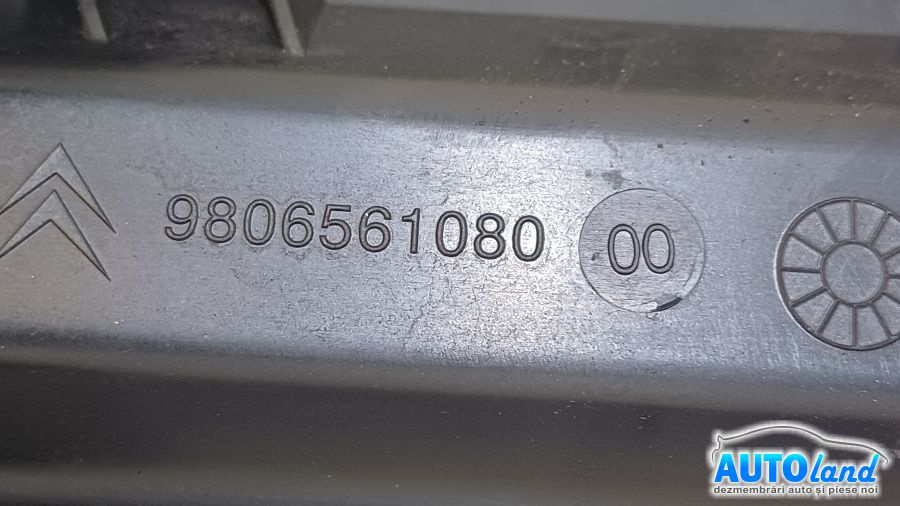 9806561080 00
AUTOland
dezmembrări auto și piese noi